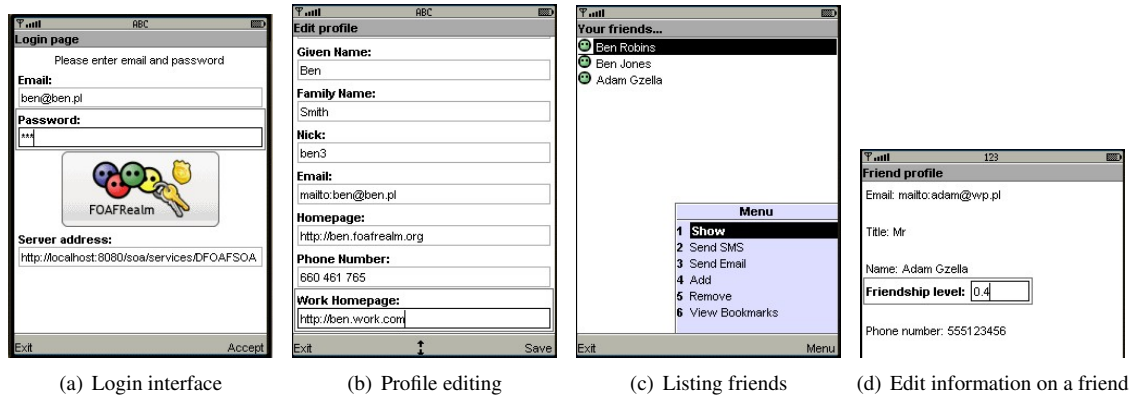 ABC
Login page
Please enter email and password
Email:
ben@ben.pl
Password:
***
FOAFRealm
Server address:
http://localhost:8080/soa/services/DFOAFSOA
Exit Accept
(a) Login interface
ABC
Edit profile
Given Name:
Ben
Family Name:
Smith
Nick:
ben3
Email:
mailto:ben@ben.pl
Homepage:
http://ben.foafrealm.org
Phone Number:
660 461 765
Work Homepage:
http://ben.work.com
Exit Save
(b) Profile editing
Your friends...
Ben Robins
Ben Jones
Adam Gzella
Menu
1 Show
2 Send SMS
3 Send Email
4 Add
5 Remove
6 View Bookmarks
Exit Menu
(c) Listing friends
123
Friend profile
Email: mailto:adam@wp.pl
Title: Mr
Name: Adam Gzella
Friendship level: 0.4
Phone number: 555123456
(d) Edit information on a friend